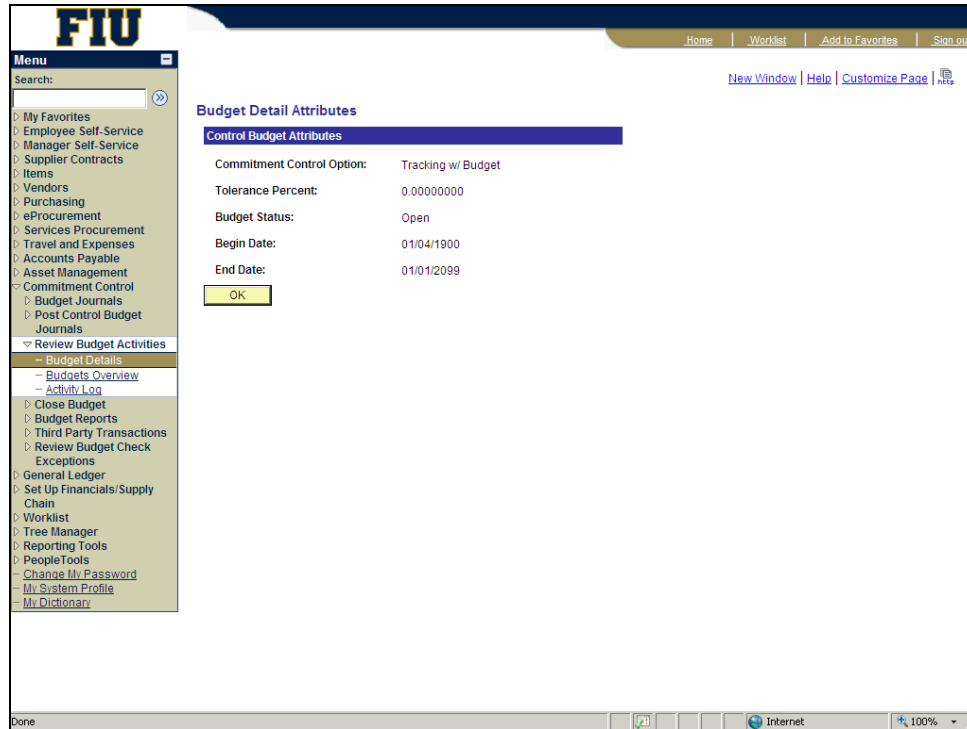 FIU
Home | Worklist | Add to Favorites | Sign ou
Menu
Search:
New Window | Help | Customize Page | http
My Favorites
Employee Self-Service
Manager Self-Service
Supplier Contracts
Items
Vendors
Purchasing
eProcurement
Services Procurement
Travel and Expenses
Accounts Payable
Asset Management
Commitment Control
Budget Journals
Post Control Budget
Journals
Review Budget Activities
– Budget Details
– Budgets Overview
– Activity Log
Close Budget
Budget Reports
Third Party Transactions
Review Budget Check
Exceptions
General Ledger
Set Up Financials/Supply
Chain
Worklist
Tree Manager
Reporting Tools
PeopleTools
– Change My Password
– My System Profile
– My Dictionary
Budget Detail Attributes
Control Budget Attributes
Commitment Control Option: Tracking w/ Budget
Tolerance Percent: 0.00000000
Budget Status: Open
Begin Date: 01/04/1900
End Date: 01/01/2099
OK
Done
Internet
100%